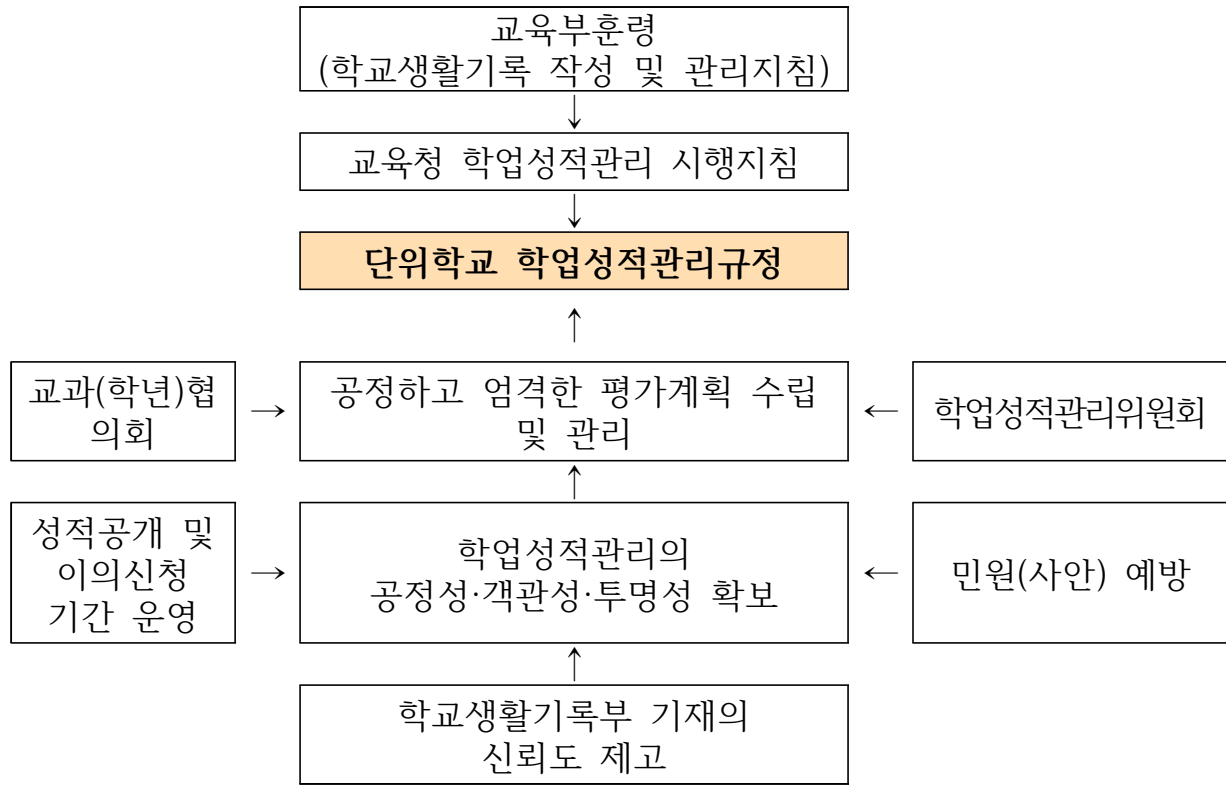 교육부훈령
(학교생활기록 작성 및 관리지침)
↓
교육청 학업성적관리 시행지침
↓
단위학교 학업성적관리규정
↑
교과(학년)협
의회
→
공정하고 엄격한 평가계획 수립
및 관리
←
학업성적관리위원회
↑
성적공개 및
이의신청
기간 운영
→
학업성적관리의
공정성·객관성·투명성 확보
←
민원(사안) 예방
↑
학교생활기록부 기재의
신뢰도 제고